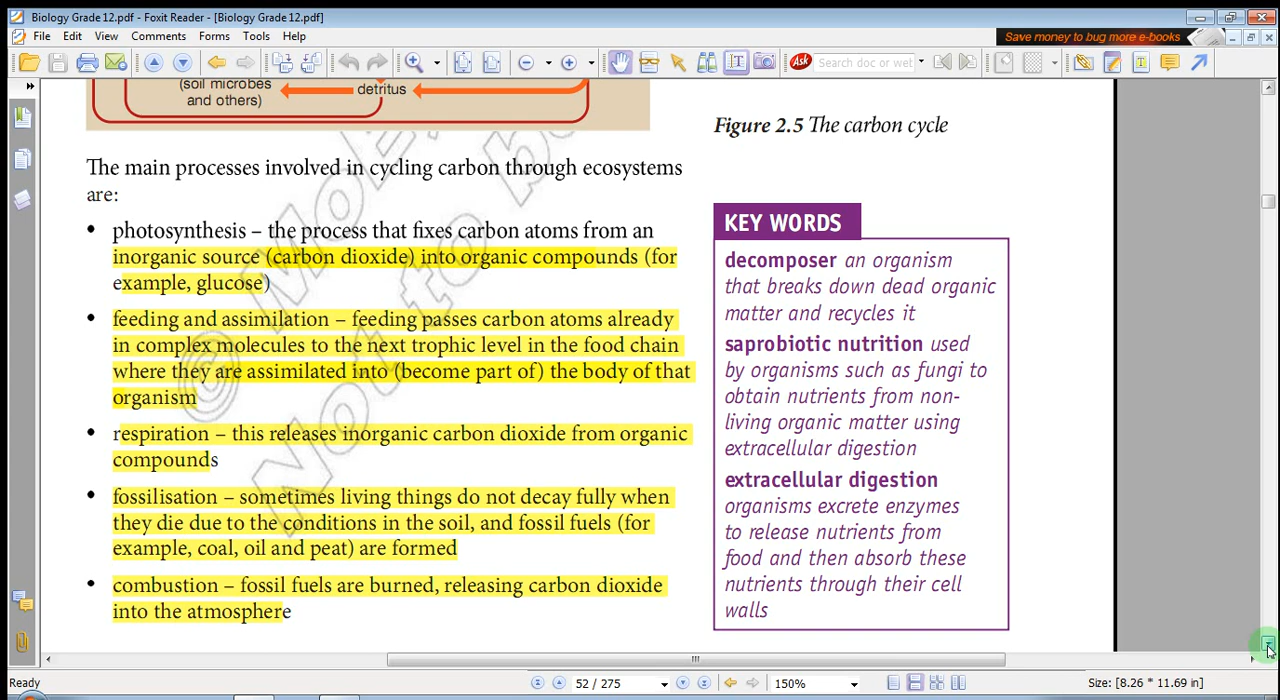 Biology Grade 12.pdf - Foxit Reader - [Biology Grade 12.pdf]
File Edit View Comments Forms Tools Help
Save money to bug more e-books
Ask Search doc or wel
(soil microbes
and others)
detritus
Figure 2.5 The carbon cycle
The main processes involved in cycling carbon through ecosystems
are:
• photosynthesis – the process that fixes carbon atoms from an
inorganic source (carbon dioxide) into organic compounds (for
example, glucose)
• feeding and assimilation – feeding passes carbon atoms already
in complex molecules to the next trophic level in the food chain
where they are assimilated into (become part of) the body of that
organism
• respiration – this releases inorganic carbon dioxide from organic
compounds
• fossilisation – sometimes living things do not decay fully when
they die due to the conditions in the soil, and fossil fuels (for
example, coal, oil and peat) are formed
• combustion – fossil fuels are burned, releasing carbon dioxide
into the atmosphere
KEY WORDS
decomposer an organism
that breaks down dead organic
matter and recycles it
saprobiotic nutrition used
by organisms such as fungi to
obtain nutrients from non-
living organic matter using
extracellular digestion
extracellular digestion
organisms excrete enzymes
to release nutrients from
food and then absorb these
nutrients through their cell
walls
Not to b
Ready
52 / 275
150%
Size: [8.26 * 11.69 in]